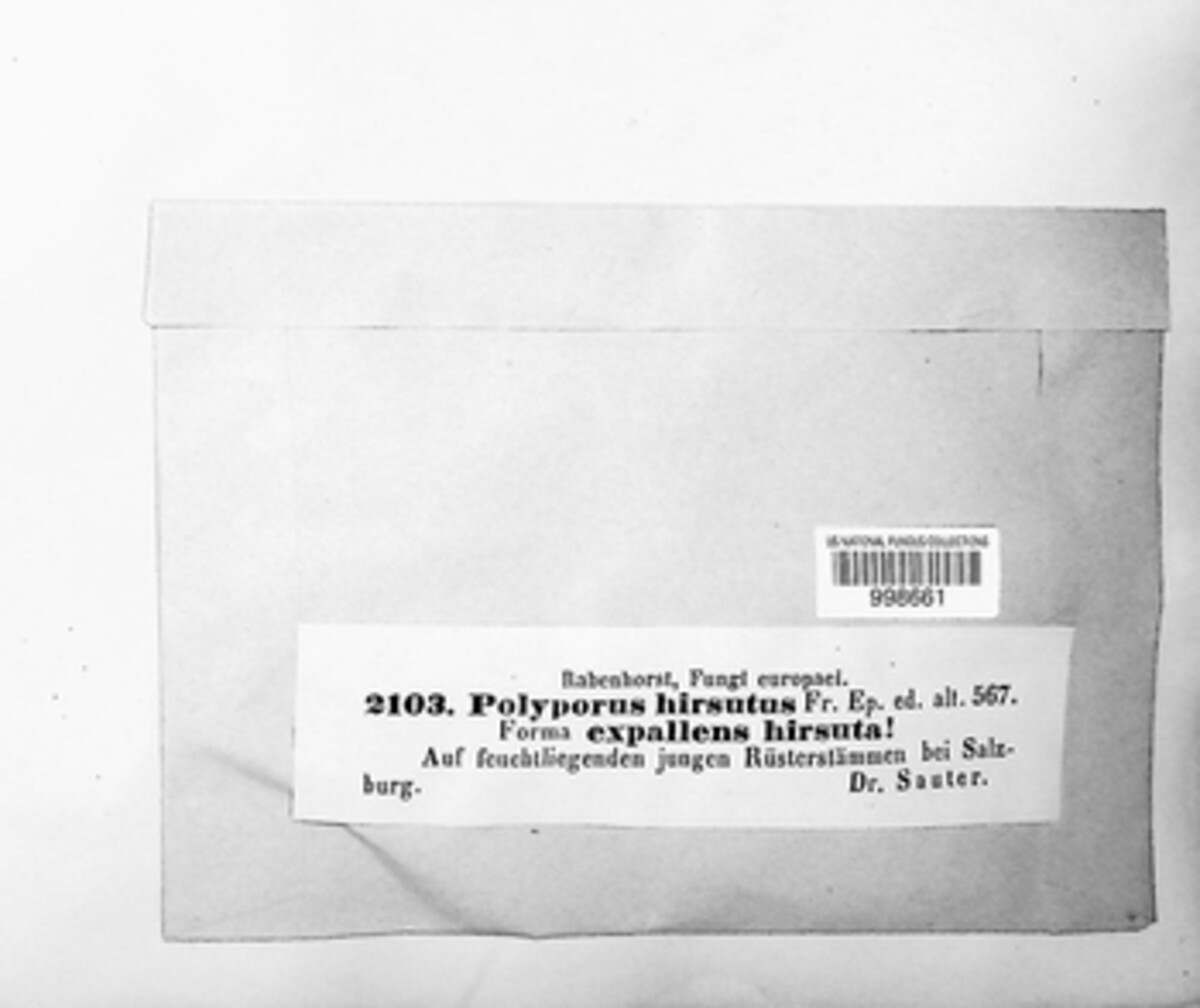 US NATIONAL FUNGUS COLLECTIONS
998661
Rabenhorst, Fungi europaei.
2103. Polyporus hirsutus Fr. Ep. ed. alt. 567.
Forma expallens hirsuta!
Auf feuchtliegenden jungen Rüsterstämmen bei Salz-
burg. Dr. Sauter.